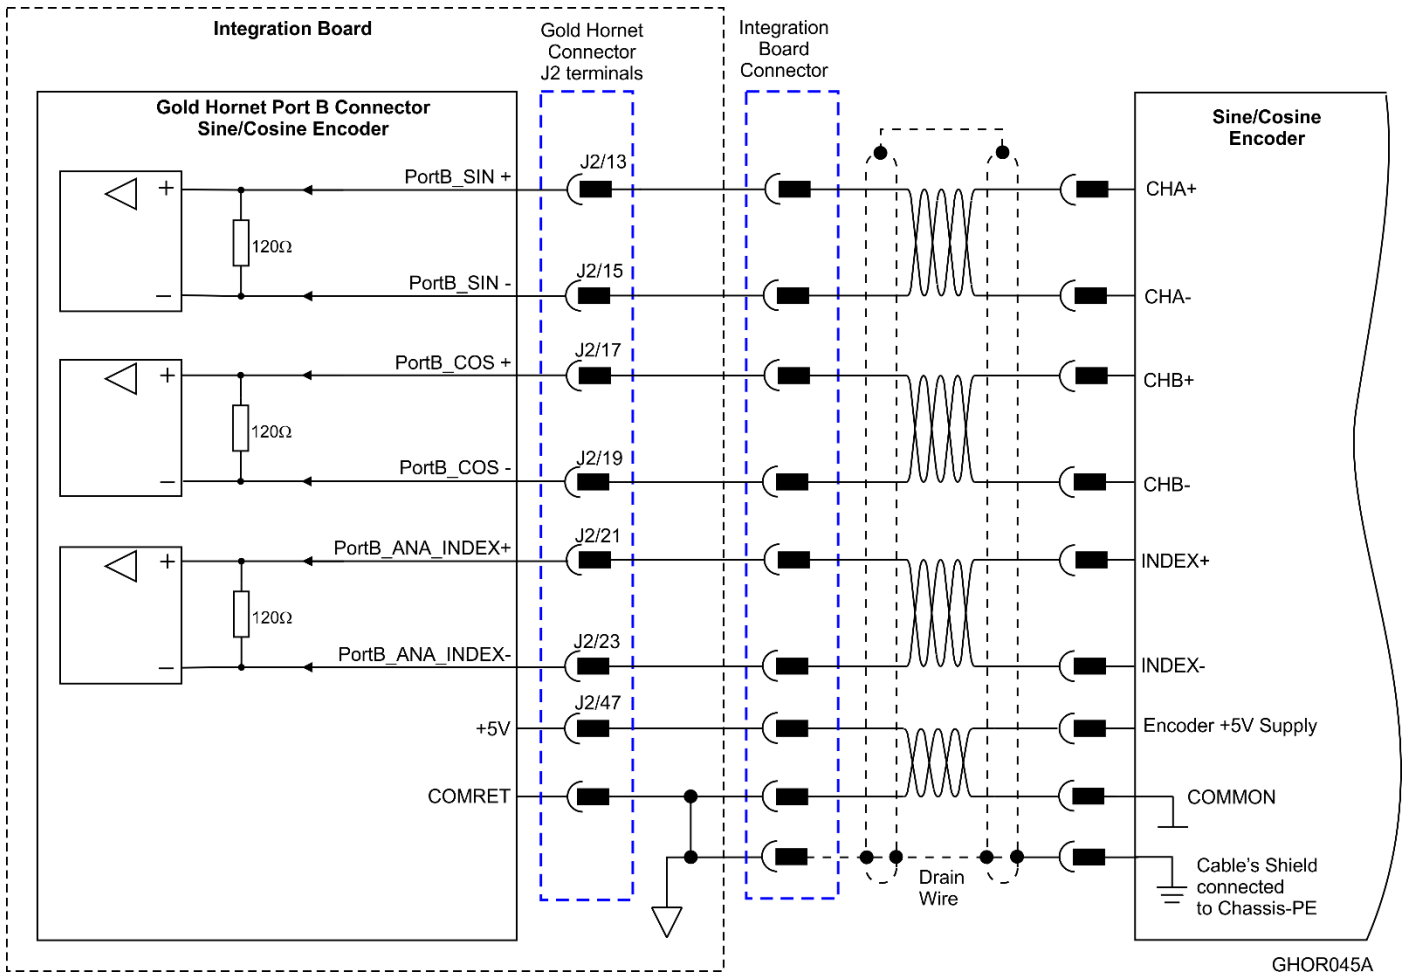 Integration Board
Gold Hornet
Connector
J2 terminals
Integration
Board
Connector
Gold Hornet Port B Connector
Sine/Cosine Encoder
Sine/Cosine
Encoder
J2/13
PortB_SIN +
+
CHA+
120Ω
J2/15
PortB_SIN -
−
CHA-
J2/17
PortB_COS +
+
CHB+
120Ω
J2/19
PortB_COS -
−
CHB-
J2/21
PortB_ANA_INDEX+
+
INDEX+
120Ω
J2/23
PortB_ANA_INDEX-
−
INDEX-
J2/47
+5V
Encoder +5V Supply
COMRET
COMMON
Drain
Wire
Cable's Shield
connected
to Chassis-PE
GHOR045A